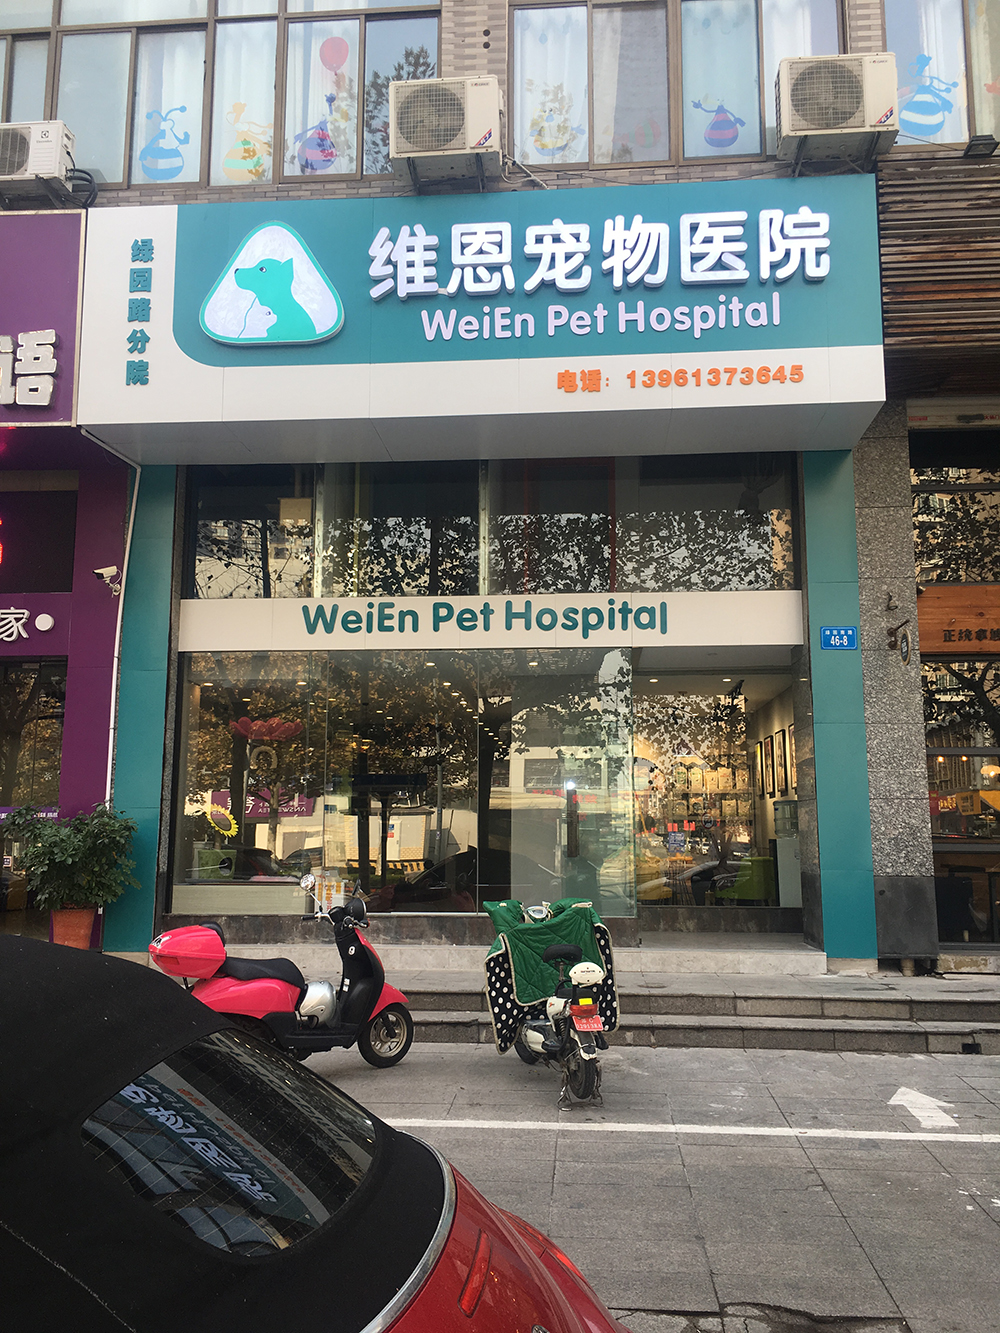 维恩宠物医院
WeiEn Pet Hospital
绿园路分院
电话：13961373645
WeiEn Pet Hospital
46-8
语
家